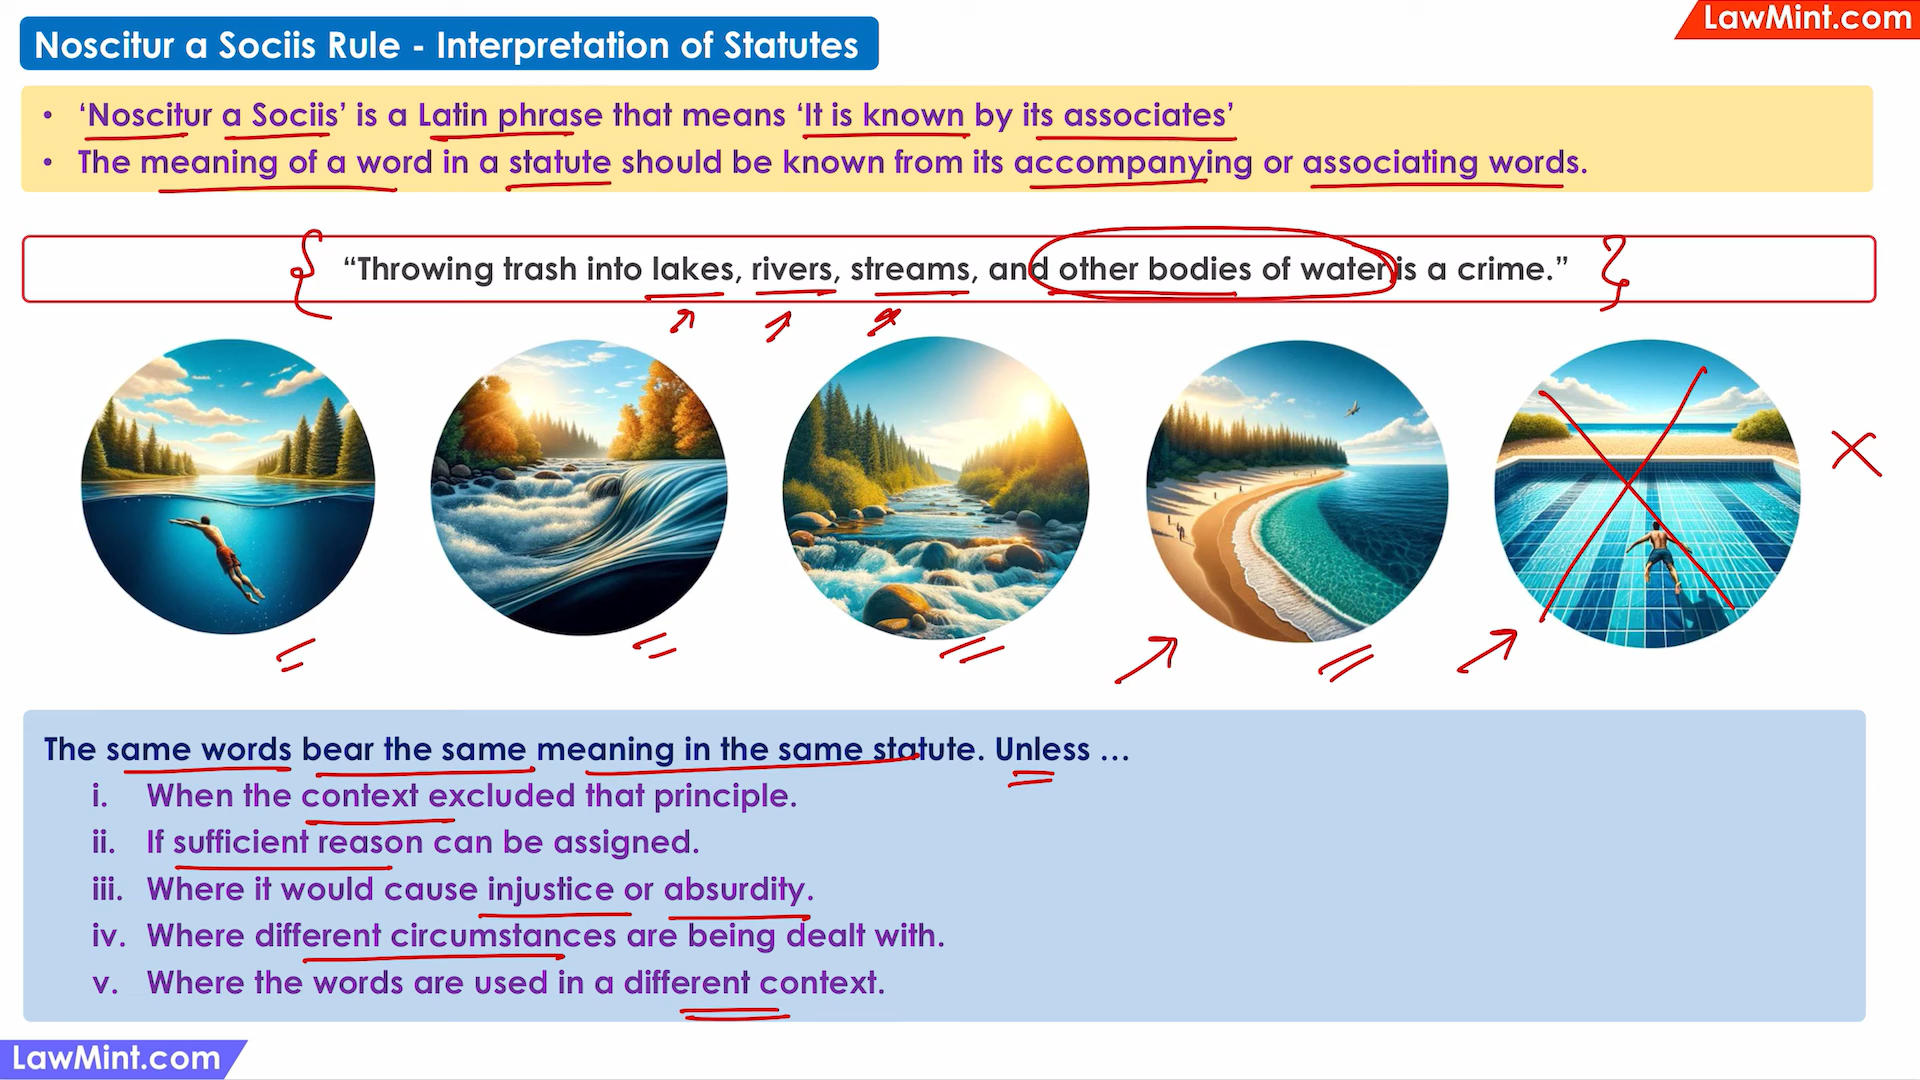 LawMint.com
Noscitur a Sociis Rule - Interpretation of Statutes
• ‘Noscitur a Sociis’ is a Latin phrase that means ‘It is known by its associates’
• The meaning of a word in a statute should be known from its accompanying or associating words.
“Throwing trash into lakes, rivers, streams, and other bodies of water is a crime.”
The same words bear the same meaning in the same statute. Unless …
i. When the context excluded that principle.
ii. If sufficient reason can be assigned.
iii. Where it would cause injustice or absurdity.
iv. Where different circumstances are being dealt with.
v. Where the words are used in a different context.
LawMint.com